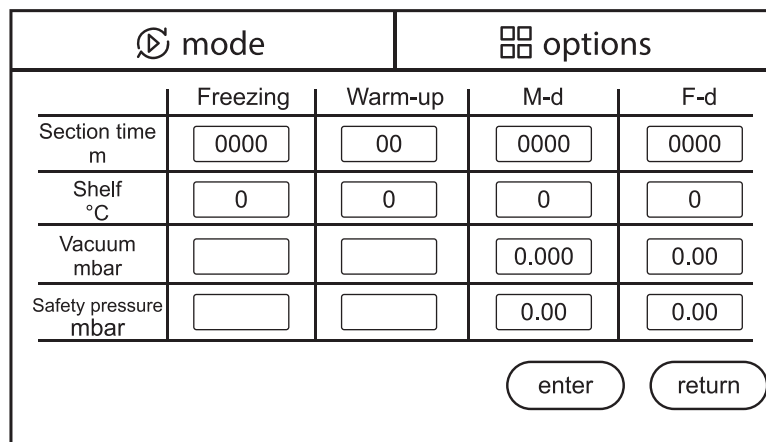 mode options
Freezing Warm-up M-d F-d
Section time
m
0000 00 0000 0000
Shelf
°C
0 0 0 0
Vacuum
mbar
0.000 0.00
Safety pressure
mbar
0.00 0.00
enter return